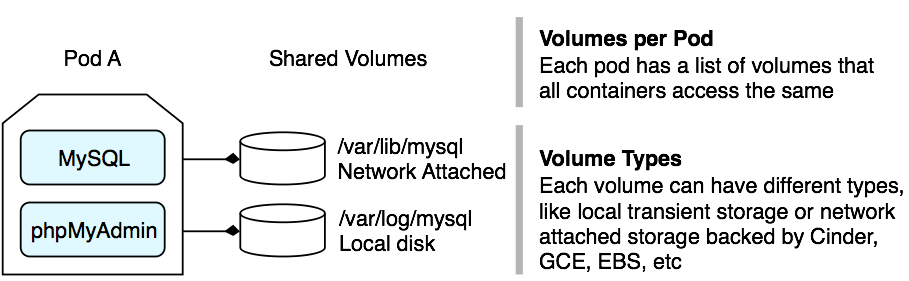 Pod A
Shared Volumes
MySQL
phpMyAdmin
/var/lib/mysql
Network Attached
/var/log/mysql
Local disk
Volumes per Pod
Each pod has a list of volumes that
all containers access the same
Volume Types
Each volume can have different types,
like local transient storage or network
attached storage backed by Cinder,
GCE, EBS, etc